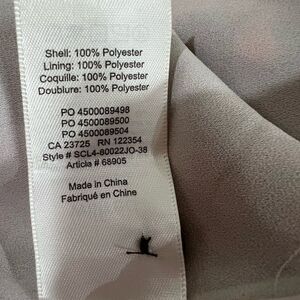 Shell: 100% Polyester
Lining: 100% Polyester
Coquille: 100% Polyester
Doublure: 100% Polyester
PO 4500089498
PO 4500089500
PO 4500089504
CA 23725 RN 122354
Style # SCL4-80022JO-38
Article # 68905
Made in China
Fabriqué en Chine